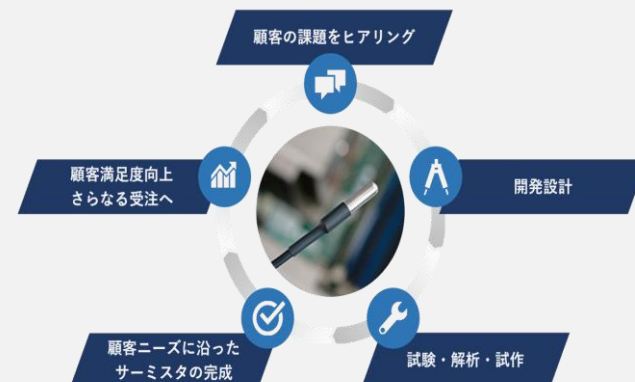 顧客の課題をヒアリング
開発設計
試験・解析・試作
顧客ニーズに沿った
サーミスタの完成
顧客満足度向上
さらなる受注へ